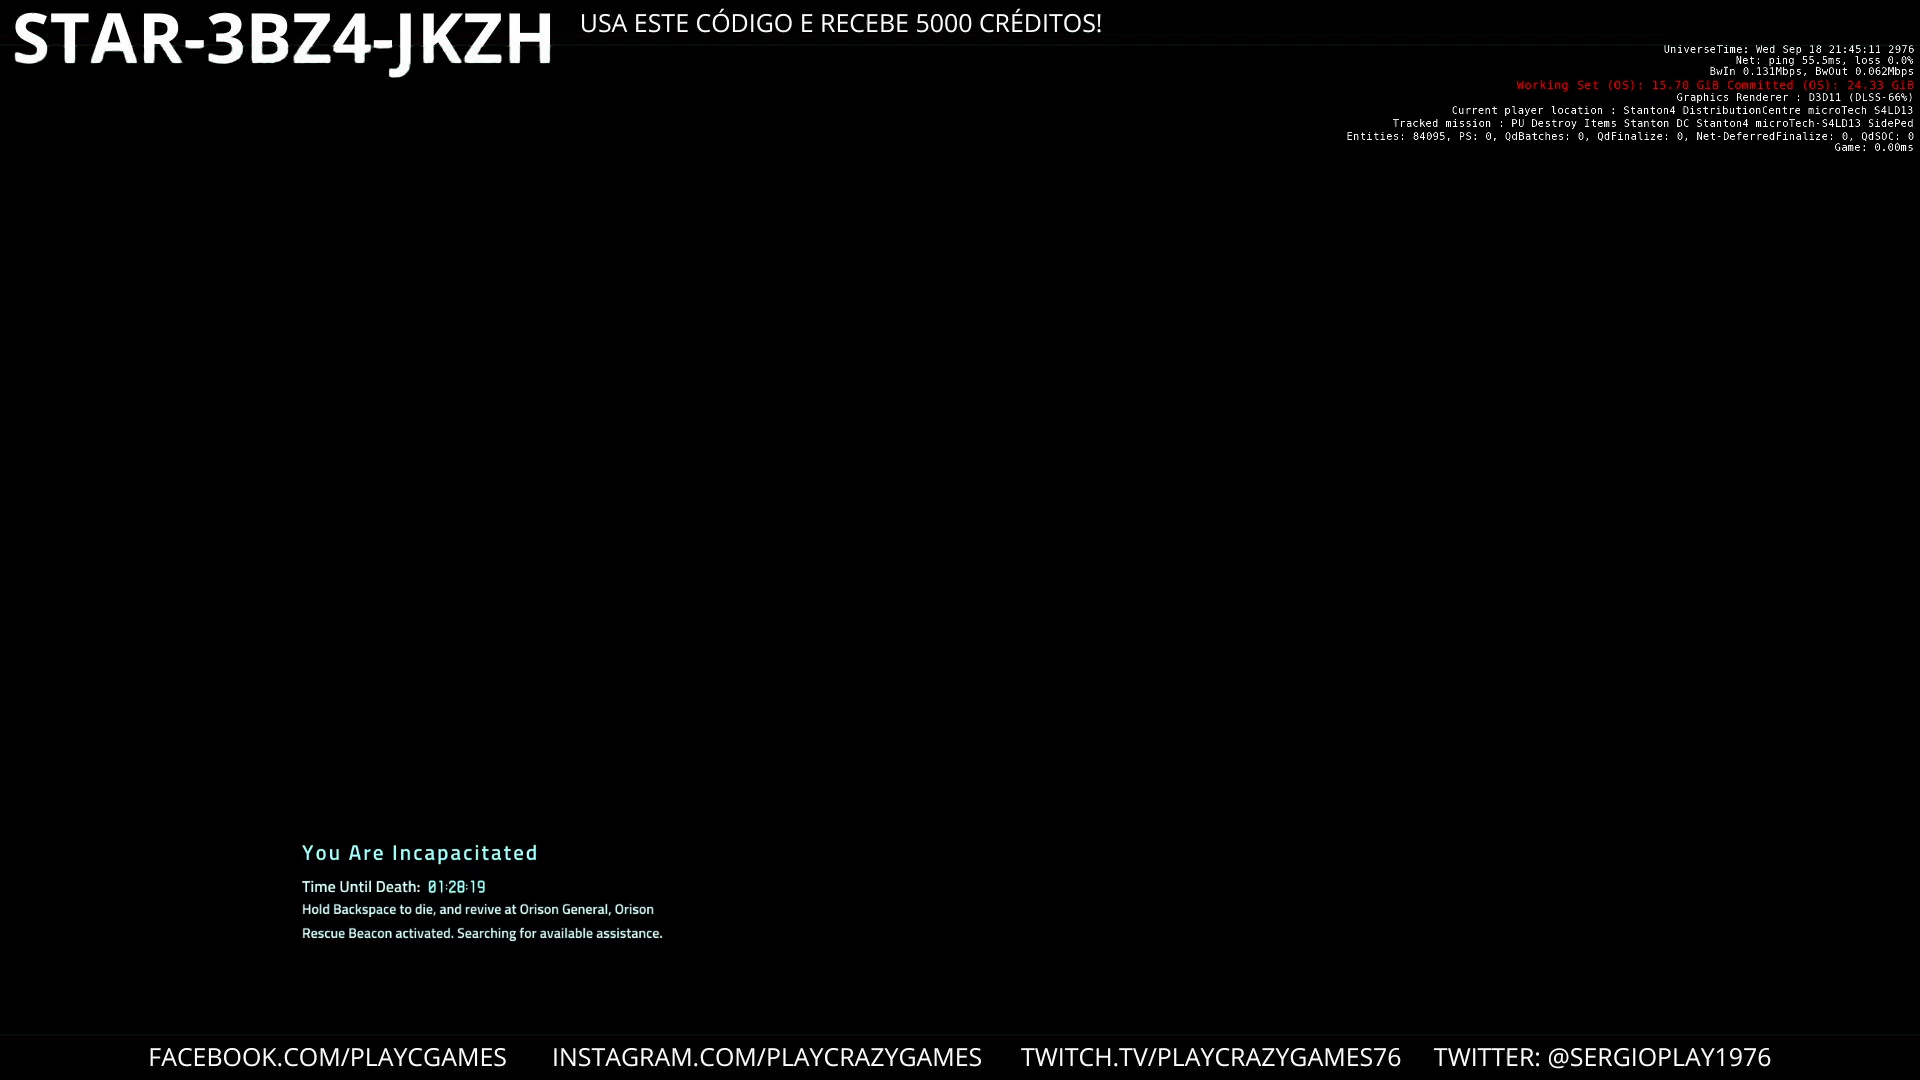 STAR-3BZ4-JKZH
USA ESTE CÓDIGO E RECEBE 5000 CRÉDITOS!
UniverseTime: Wed Sep 18 21:45:11 2976
Net: ping 55.5ms, loss 0.0%
BwIn 0.131Mbps, BwOut 0.062Mbps
Working Set (OS): 15.70 GiB Committed (OS): 24.33 GiB
Graphics Renderer : D3D11 (DLSS-66%)
Current player location : Stanton4 DistributionCentre microTech S4LD13
Tracked mission : PU Destroy Items Stanton DC Stanton4 microTech-S4LD13 SidePed
Entities: 84095, PS: 0, QdBatches: 0, QdFinalize: 0, Net-DeferredFinalize: 0, QdSOC: 0
Game: 0.00ms
You Are Incapacitated
Time Until Death: 01:28:19
Hold Backspace to die, and revive at Orison General, Orison
Rescue Beacon activated. Searching for available assistance.
FACEBOOK.COM/PLAYCGAMES INSTAGRAM.COM/PLAYCRAZYGAMES TWITCH.TV/PLAYCRAZYGAMES76 TWITTER: @SERGIOPLAY1976